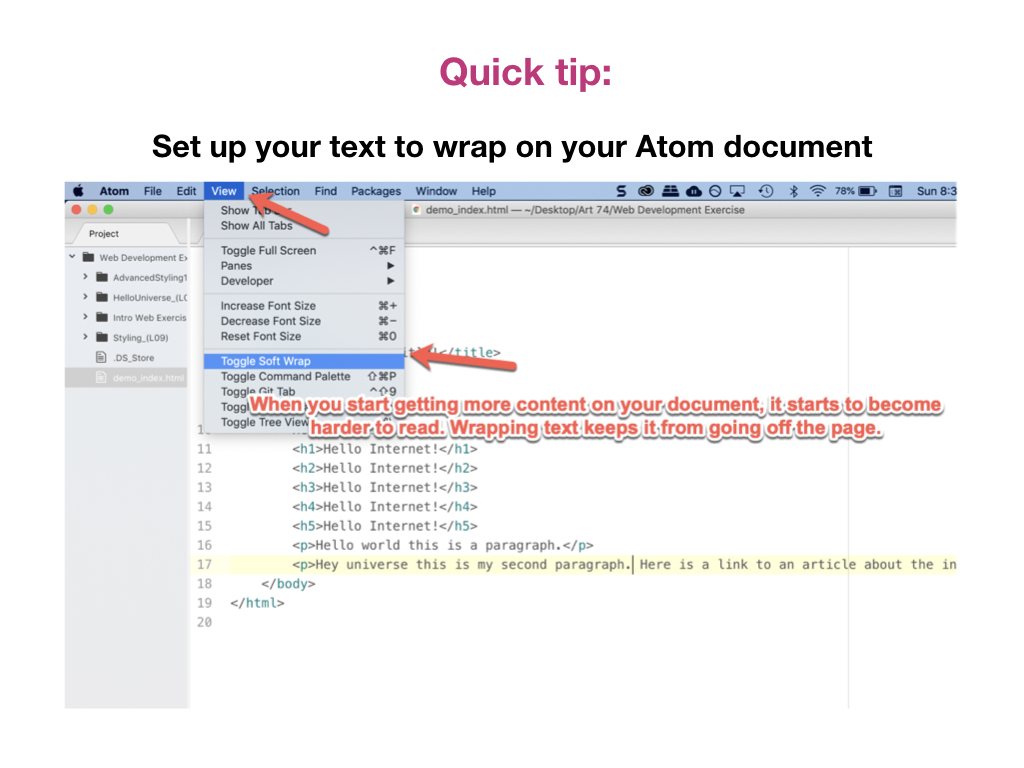 Quick tip:
Set up your text to wrap on your Atom document
Atom File Edit View Selection Find Packages Window Help 78% Sun 8:3
demo_index.html — ~/Desktop/Art 74/Web Development Exercise
Project
Web Development Ex
AdvancedStyling1
HelloUniverse_(L0
Intro Web Exercis
Styling_(L09)
.DS_Store
demo_index.html
Show Tab Bar
Show All Tabs
Toggle Full Screen ^⌘F
Panes ▶
Developer ▶
Increase Font Size ⌘+
Decrease Font Size ⌘−
Reset Font Size ⌘0
Toggle Soft Wrap
Toggle Command Palette ⇧⌘P
Toggle Git Tab ^⇧9
Toggle
Toggle Tree View
</title>
When you start getting more content on your document, it starts to become
harder to read. Wrapping text keeps it from going off the page.
11 <h1>Hello Internet!</h1>
12 <h2>Hello Internet!</h2>
13 <h3>Hello Internet!</h3>
14 <h4>Hello Internet!</h4>
15 <h5>Hello Internet!</h5>
16 <p>Hello world this is a paragraph.</p>
17 <p>Hey universe this is my second paragraph. Here is a link to an article about the in
18 </body>
19 </html>
20